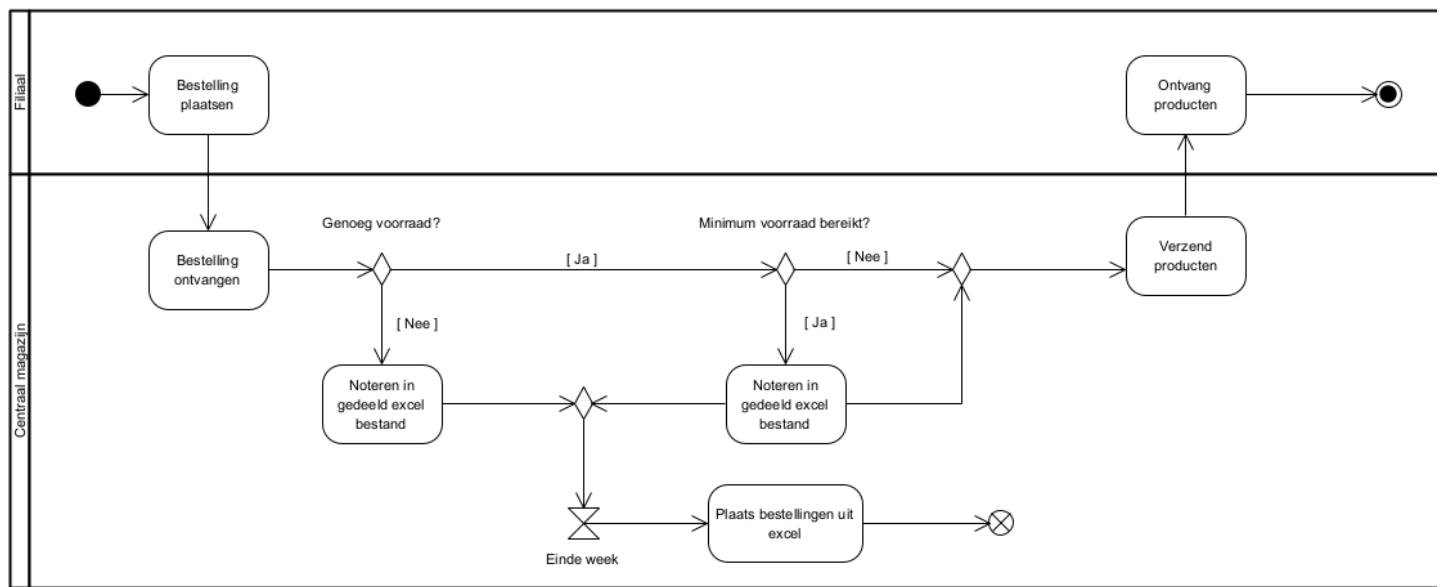 Filiaal
Bestelling
plaatsen
Ontvang
producten
Centraal magazijn
Genoeg voorraad?
Minimum voorraad bereikt?
Bestelling
ontvangen
[ Ja ]
[ Nee ]
Verzend
producten
[ Nee ]
[ Ja ]
Noteren in
gedeeld excel
bestand
Noteren in
gedeeld excel
bestand
Plaats bestellingen uit
excel
Einde week